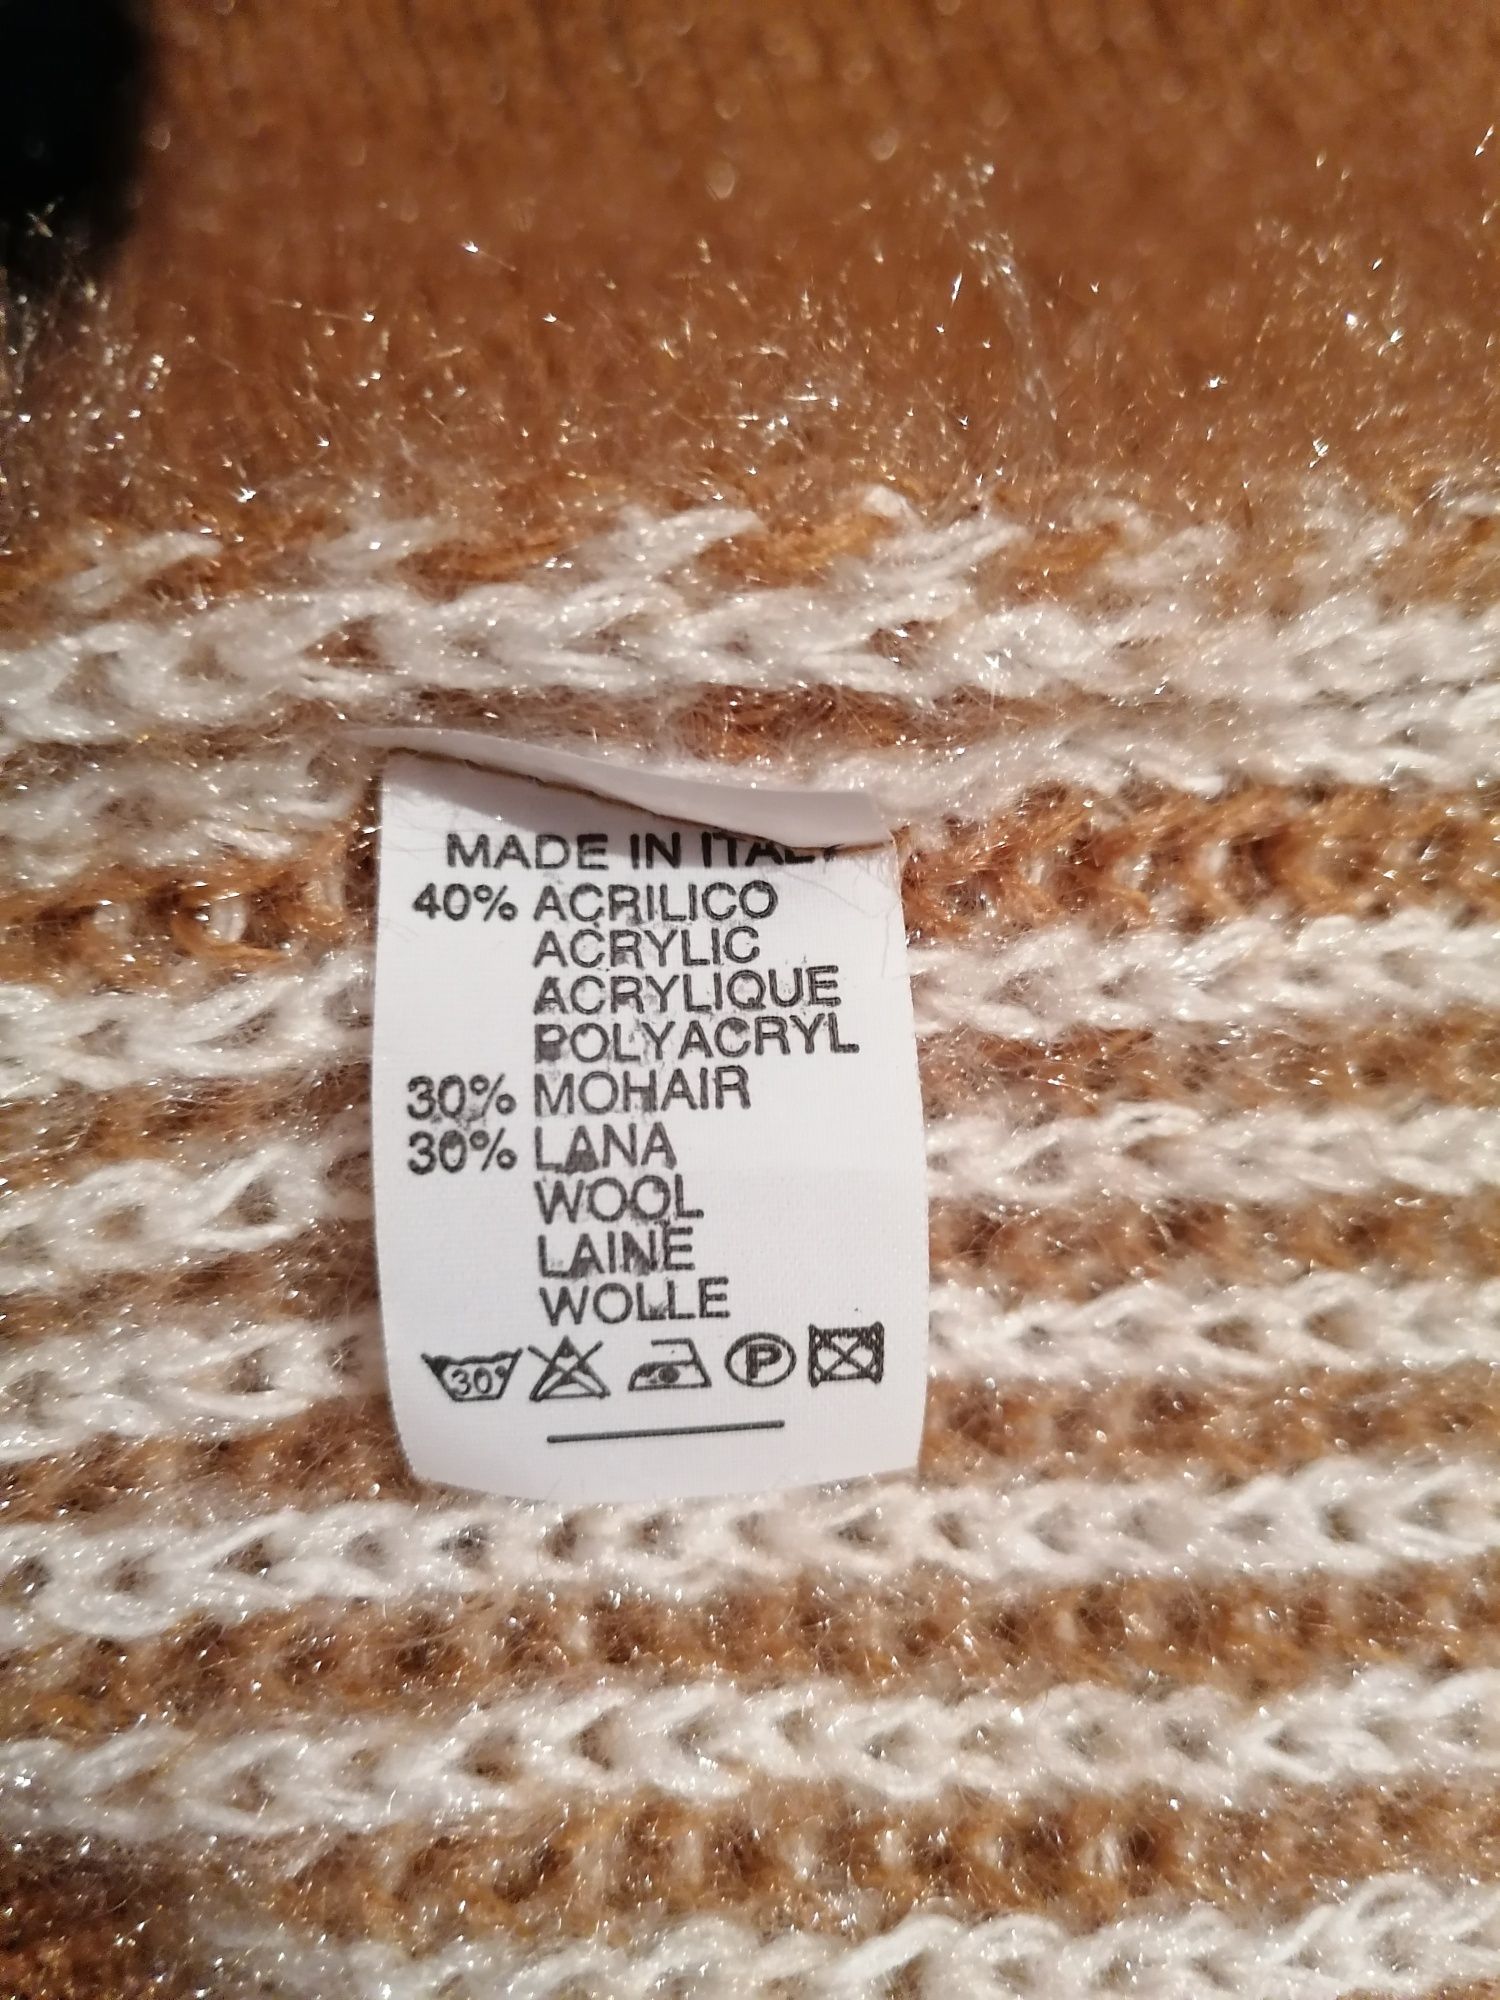 MADE IN ITALY
40% ACRILICO
ACRYLIC
ACRYLIQUE
POLYACRYL
30% MOHAIR
30% LANA
WOOL
LAINE
WOLLE
30° P